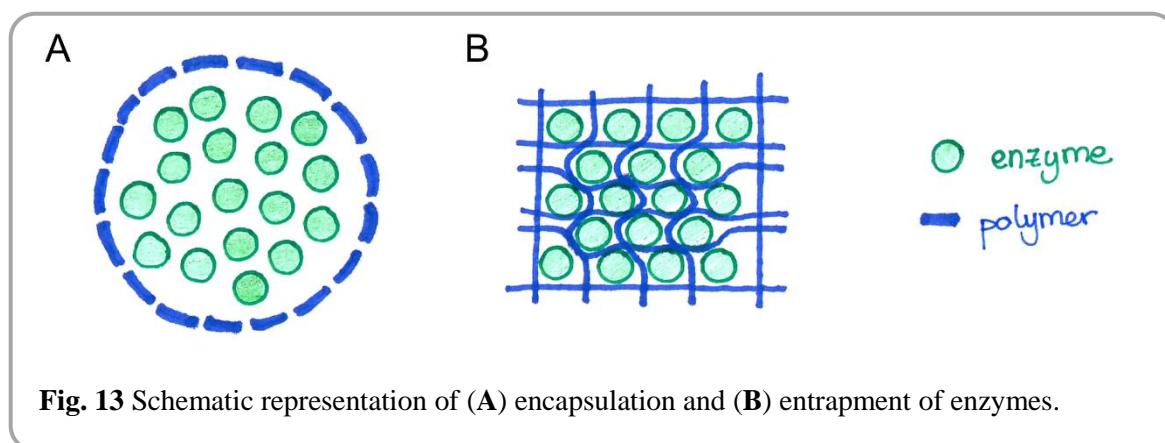 A
B
enzyme
polymer
Fig. 13 Schematic representation of (A) encapsulation and (B) entrapment of enzymes.